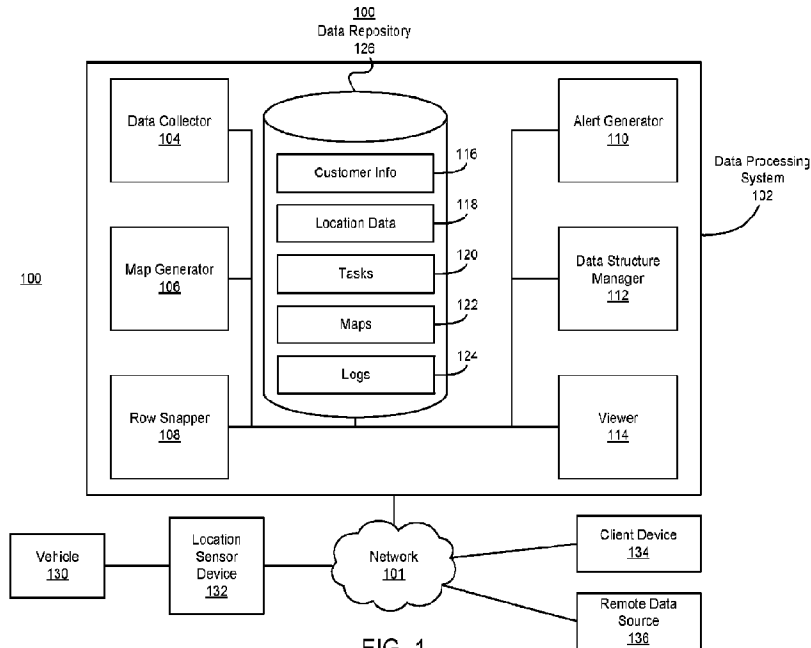 100
Data Repository
126
Data Collector
104
Map Generator
106
Row Snapper
108
Customer Info
116
Location Data
118
Tasks
120
Maps
122
Logs
124
Alert Generator
110
Data Structure
Manager
112
Viewer
114
Data Processing
System
102
100
Vehicle
130
Location
Sensor
Device
132
Network
101
Client Device
134
Remote Data
Source
136
FIG. 1